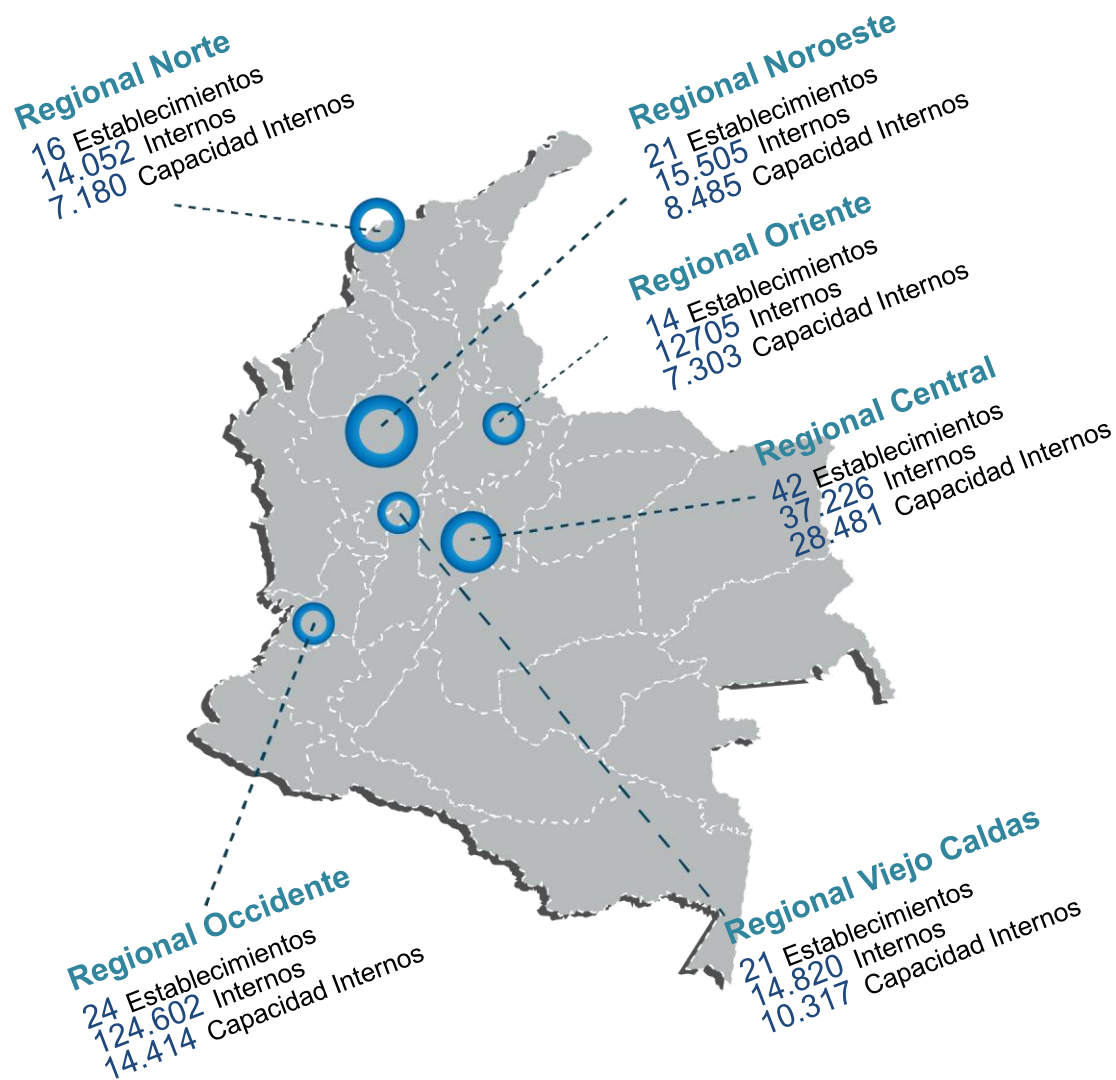 Regional Norte
16 Establecimientos
14.052 Internos
7.180 Capacidad Internos
Regional Noroeste
21 Establecimientos
15.505 Internos
8.485 Capacidad Internos
Regional Oriente
14 Establecimientos
12705 Internos
7.303 Capacidad Internos
Regional Central
42 Establecimientos
37.226 Internos
28.481 Capacidad Internos
Regional Occidente
24 Establecimientos
124.602 Internos
14.414 Capacidad Internos
Regional Viejo Caldas
21 Establecimientos
14.820 Internos
10.317 Capacidad Internos